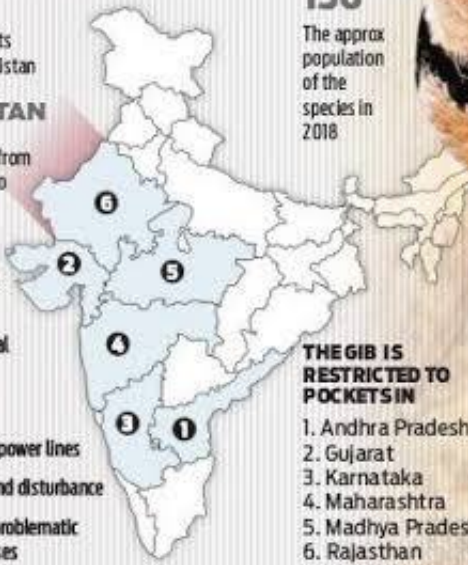 istan
TAN
from
150
The approx
population
of the
species in
2018
6
2
5
4
3
1
power lines
nd disturbance
roblematic
THE GIB IS
RESTRICTED TO
POCKETS IN
1. Andhra Pradesh
2. Gujarat
3. Karnataka
4. Maharashtra
5. Madhya Prades
6. Rajasthan